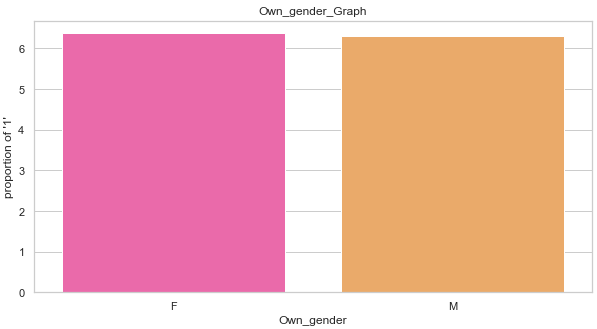 Own_gender_Graph
proportion of '1'
6
5
4
3
2
1
0
F M
Own_gender